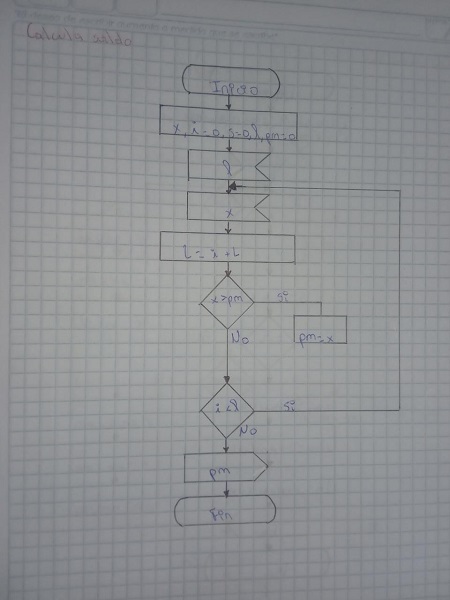 Calcula saldo
Inicio
x, i=0, s=0, l, pm=0
l
x
i = i + 1
x>pm
Si
pm=x
No
i<l
Si
No
pm
Fin